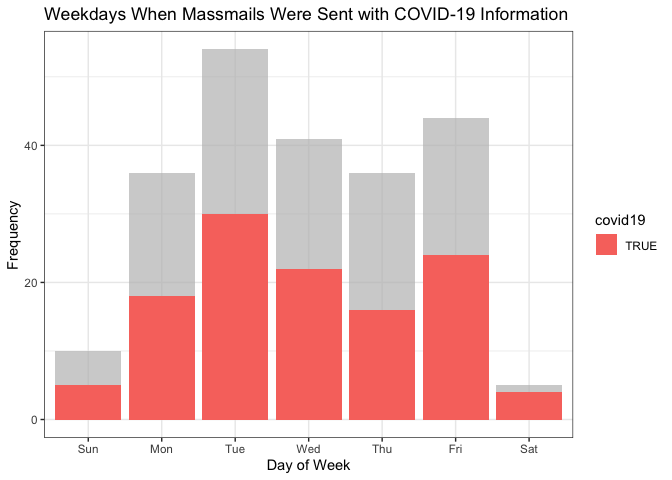 Weekdays When Massmails Were Sent with COVID-19 Information
Frequency
40
20
0
Sun Mon Tue Wed Thu Fri Sat
Day of Week
covid19
TRUE